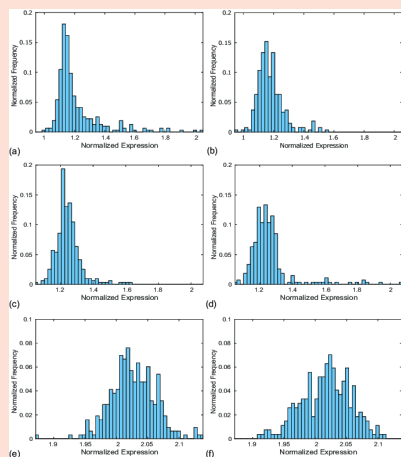 0.2
0.15
0.1
0.05
0
Normalized Frequency
1 1.2 1.4 1.6 1.8 2
Normalized Expression
(a)
0.2
0.15
0.1
0.05
0
Normalized Frequency
1 1.2 1.4 1.6 1.8 2
Normalized Expression
(b)
0.2
0.15
0.1
0.05
0
Normalized Frequency
1.2 1.4 1.6 1.8 2
Normalized Expression
(c)
0.2
0.15
0.1
0.05
0
Normalized Frequency
1.2 1.4 1.6 1.8 2
Normalized Expression
(d)
0.1
0.08
0.06
0.04
0.02
0
Normalized Frequency
1.9 1.95 2 2.05 2.1
Normalized Expression
(e)
0.1
0.08
0.06
0.04
0.02
0
Normalized Frequency
1.9 1.95 2 2.05 2.1
Normalized Expression
(f)